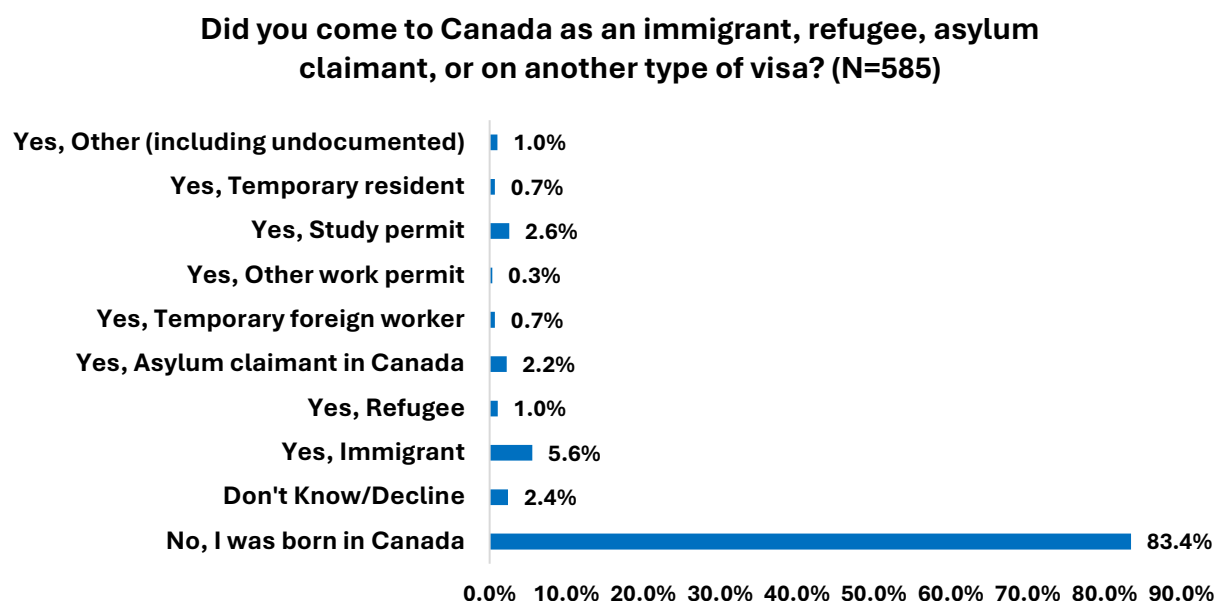 Did you come to Canada as an immigrant, refugee, asylum
claimant, or on another type of visa? (N=585)
Yes, Other (including undocumented) 1.0%
Yes, Temporary resident 0.7%
Yes, Study permit 2.6%
Yes, Other work permit 0.3%
Yes, Temporary foreign worker 0.7%
Yes, Asylum claimant in Canada 2.2%
Yes, Refugee 1.0%
Yes, Immigrant 5.6%
Don't Know/Decline 2.4%
No, I was born in Canada 83.4%
0.0% 10.0% 20.0% 30.0% 40.0% 50.0% 60.0% 70.0% 80.0% 90.0%